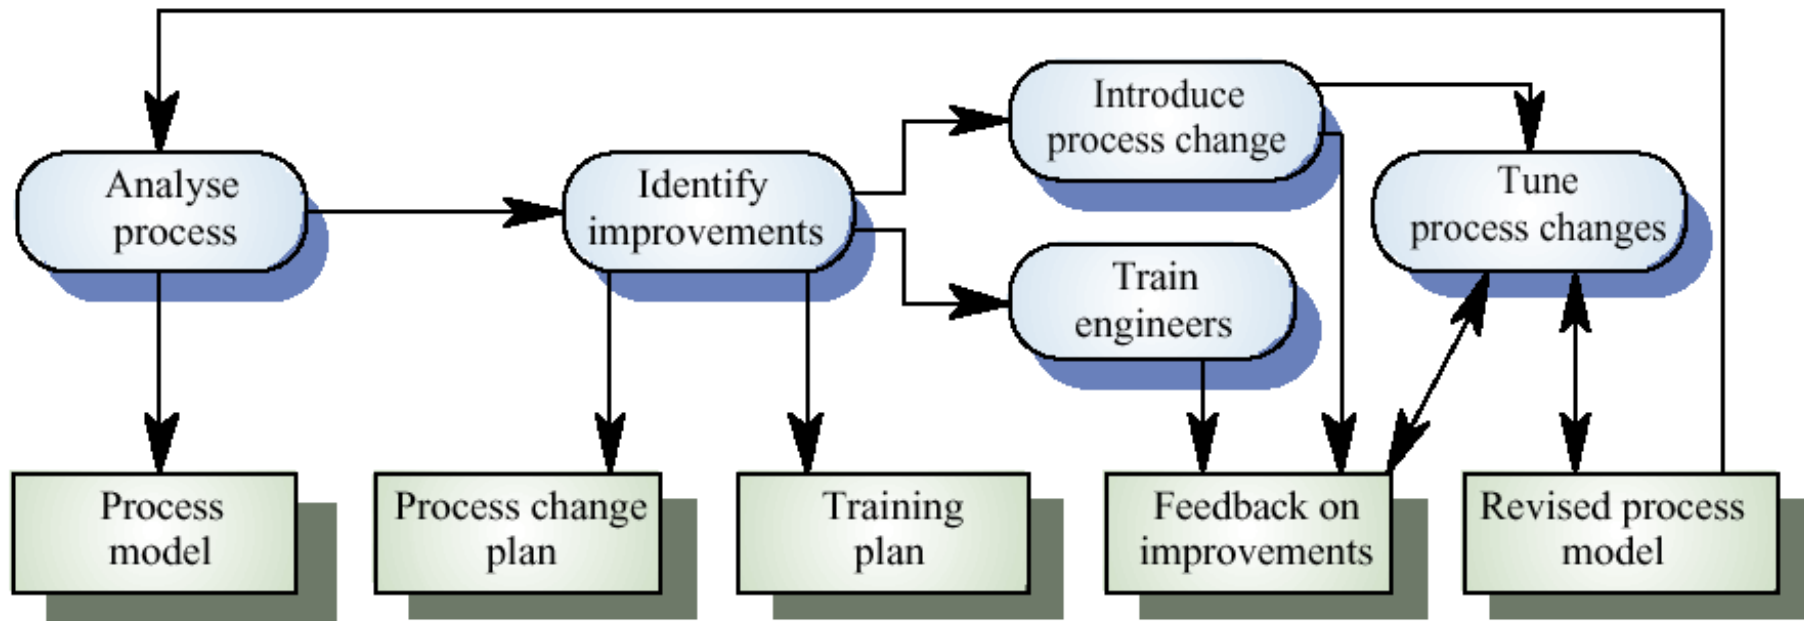 Introduce
process change
Analyse
process
Identify
improvements
Tune
process changes
Train
engineers
Process
model
Process change
plan
Training
plan
Feedback on
improvements
Revised process
model